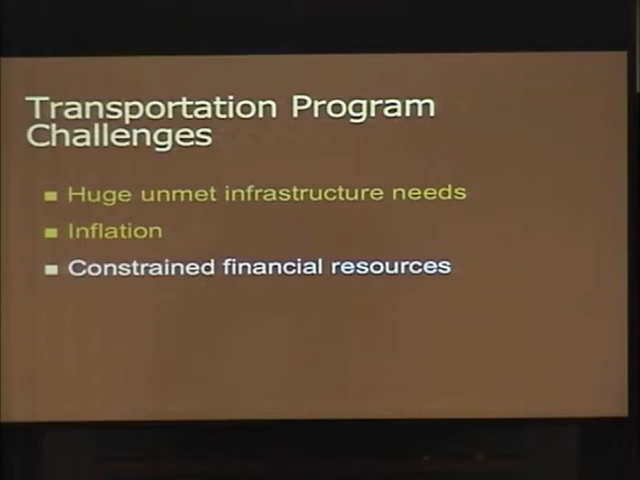 Transportation Program
Challenges
Huge unmet infrastructure needs
Inflation
Constrained financial resources